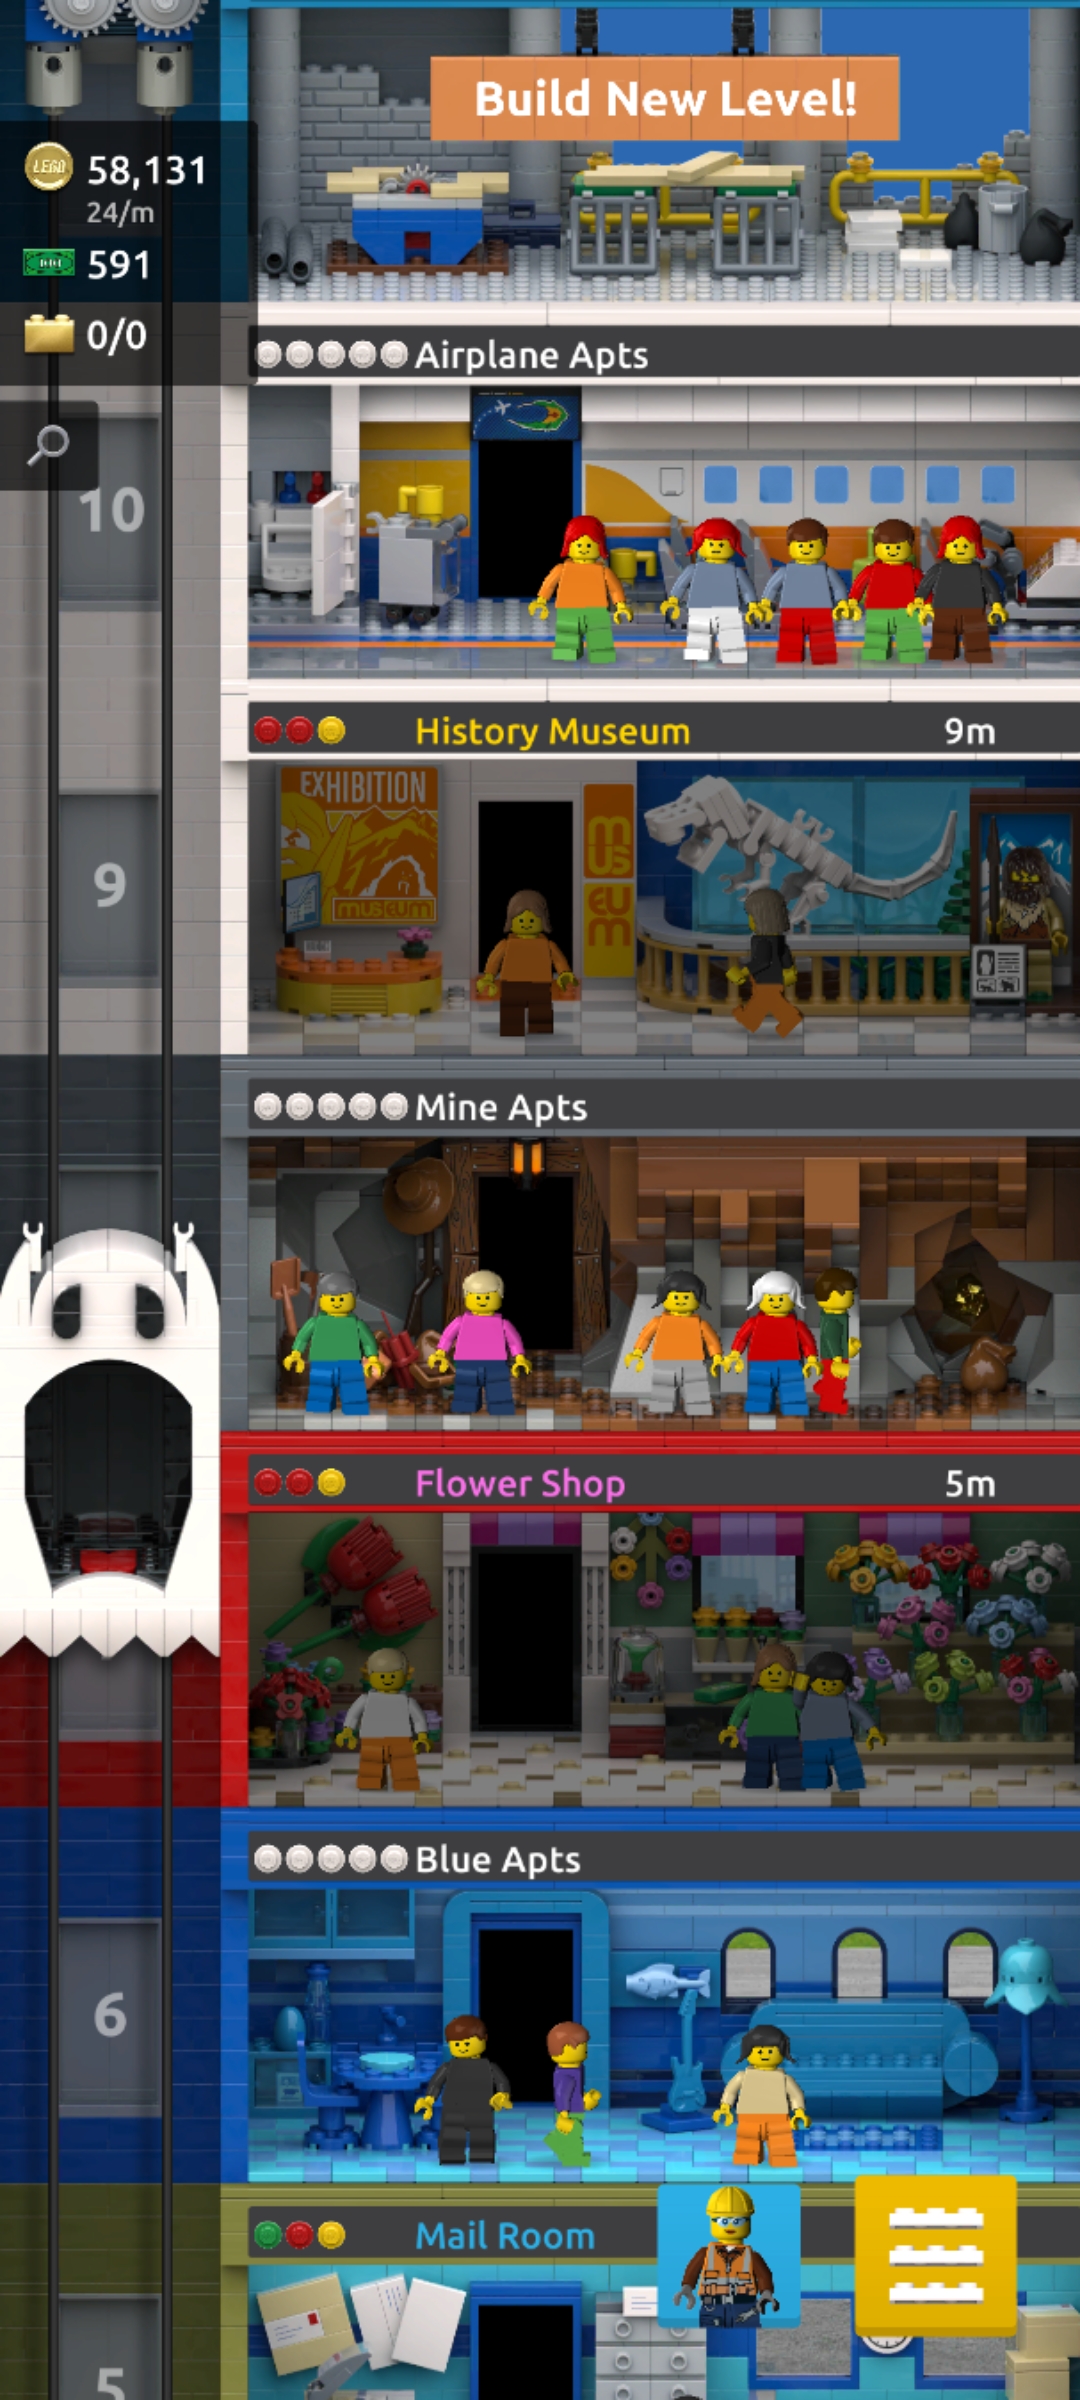 Build New Level!
LEGO
58,131
24/m
591
0/0
Airplane Apts
10
History Museum 9m
EXHIBITION
MUSEUM
MUSEUM
9
Mine Apts
Flower Shop 5m
Blue Apts
6
Mail Room
5